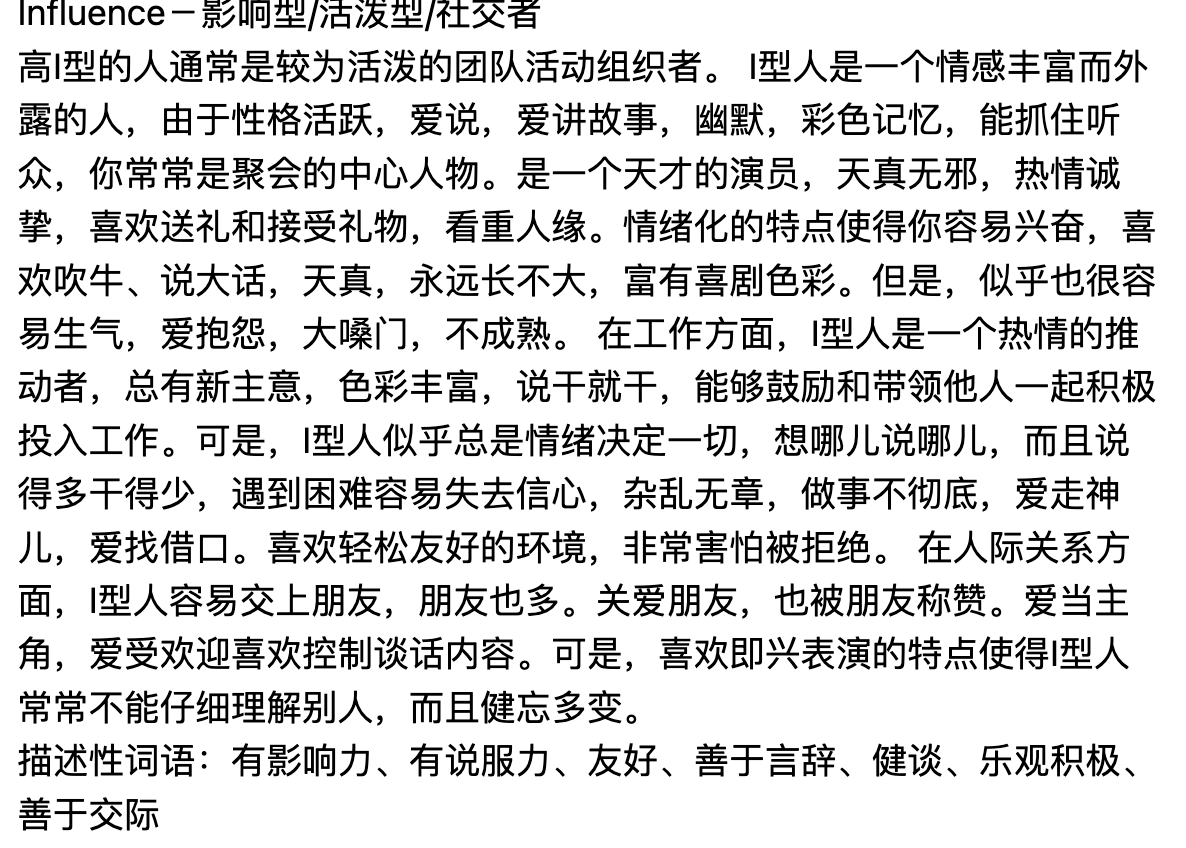 Influence－影响型/活泼型/社交者
高I型的人通常是较为活泼的团队活动组织者。 I型人是一个情感丰富而外
露的人，由于性格活跃，爱说，爱讲故事，幽默，彩色记忆，能抓住听
众，你常常是聚会的中心人物。是一个天才的演员，天真无邪，热情诚
挚，喜欢送礼和接受礼物，看重人缘。情绪化的特点使得你容易兴奋，喜
欢吹牛、说大话，天真，永远长不大，富有喜剧色彩。但是，似乎也很容
易生气，爱抱怨，大嗓门，不成熟。 在工作方面，I型人是一个热情的推
动者，总有新主意，色彩丰富，说干就干，能够鼓励和带领他人一起积极
投入工作。可是，I型人似乎总是情绪决定一切，想哪儿说哪儿，而且说
得多干得少，遇到困难容易失去信心，杂乱无章，做事不彻底，爱走神
儿，爱找借口。喜欢轻松友好的环境，非常害怕被拒绝。 在人际关系方
面，I型人容易交上朋友，朋友也多。关爱朋友，也被朋友称赞。爱当主
角，爱受欢迎喜欢控制谈话内容。可是，喜欢即兴表演的特点使得I型人
常常不能仔细理解别人，而且健忘多变。
描述性词语：有影响力、有说服力、友好、善于言辞、健谈、乐观积极、
善于交际